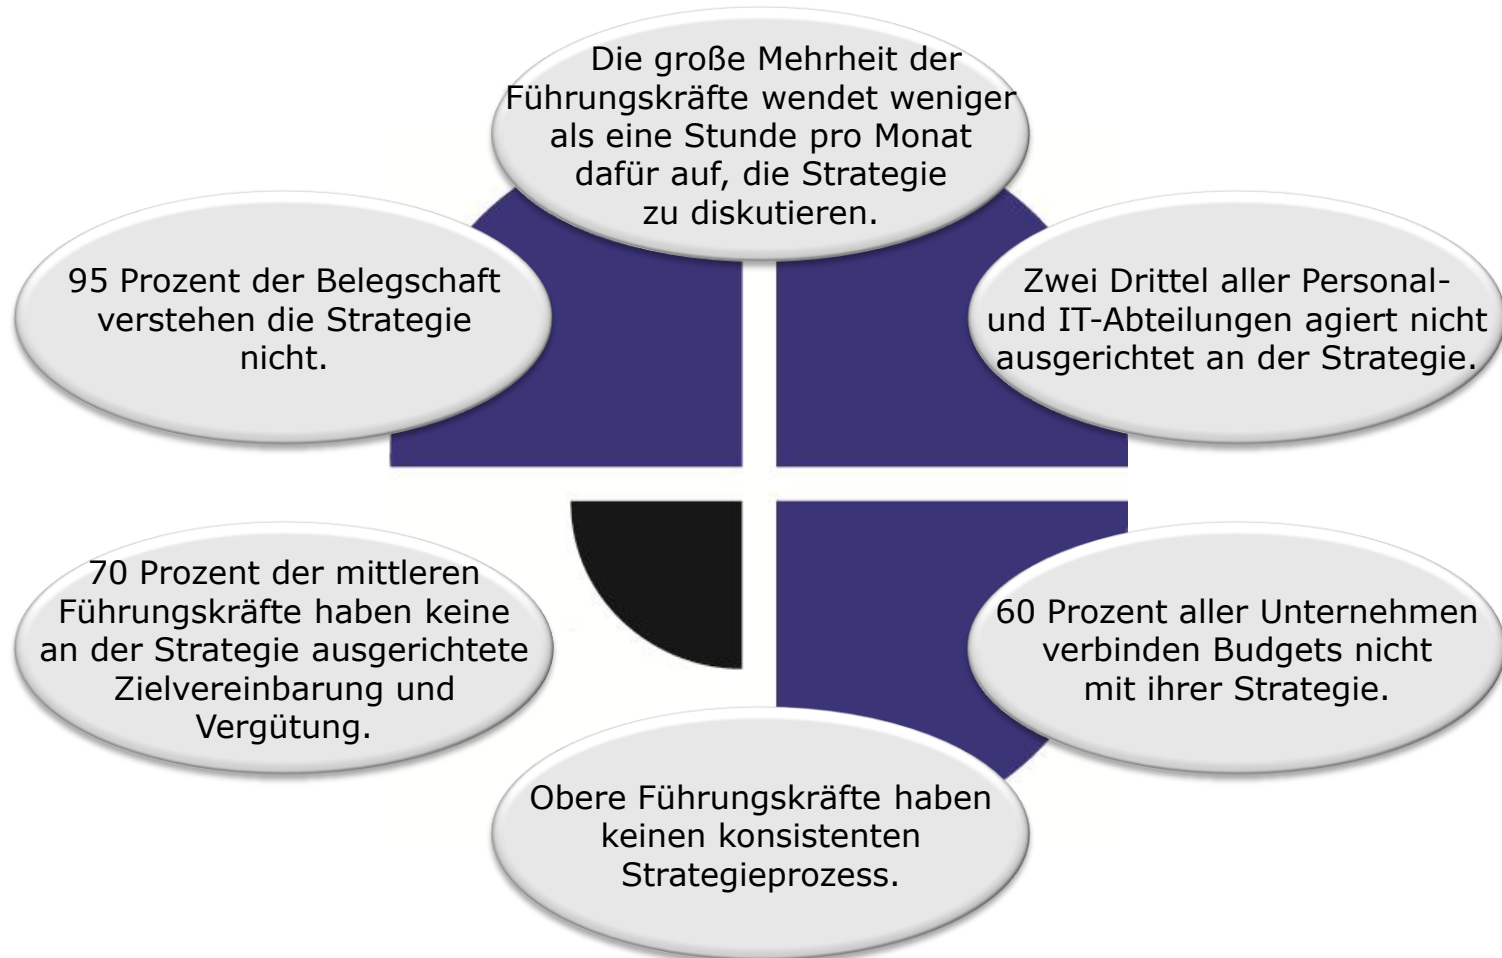 Die große Mehrheit der
Führungskräfte wendet weniger
als eine Stunde pro Monat
dafür auf, die Strategie
zu diskutieren.
95 Prozent der Belegschaft
verstehen die Strategie
nicht.
Zwei Drittel aller Personal-
und IT-Abteilungen agiert nicht
ausgerichtet an der Strategie.
70 Prozent der mittleren
Führungskräfte haben keine
an der Strategie ausgerichtete
Zielvereinbarung und
Vergütung.
60 Prozent aller Unternehmen
verbinden Budgets nicht
mit ihrer Strategie.
Obere Führungskräfte haben
keinen konsistenten
Strategieprozess.